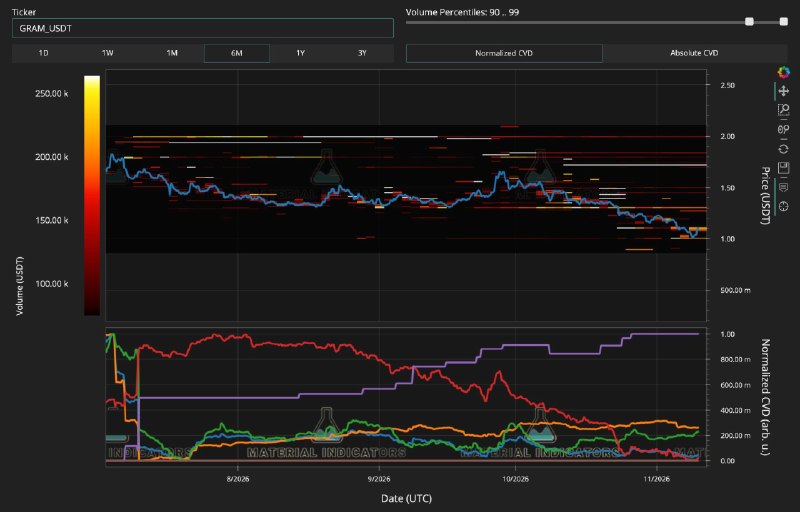 Ticker
GRAM_USDT
Volume Percentiles: 90 .. 99
1D 1W 1M 6M 1Y 3Y
Normalized CVD Absolute CVD
250.00 k
200.00 k
150.00 k
100.00 k
Volume (USDT)
2.50
2.00
1.50
1.00
500.00 m
Price (USDT)
1.00
800.00 m
600.00 m
400.00 m
200.00 m
0.00
Normalized CVD (arb. u.)
MATERIAL INDICATORS
8/2026 9/2026 10/2026 11/2026
Date (UTC)